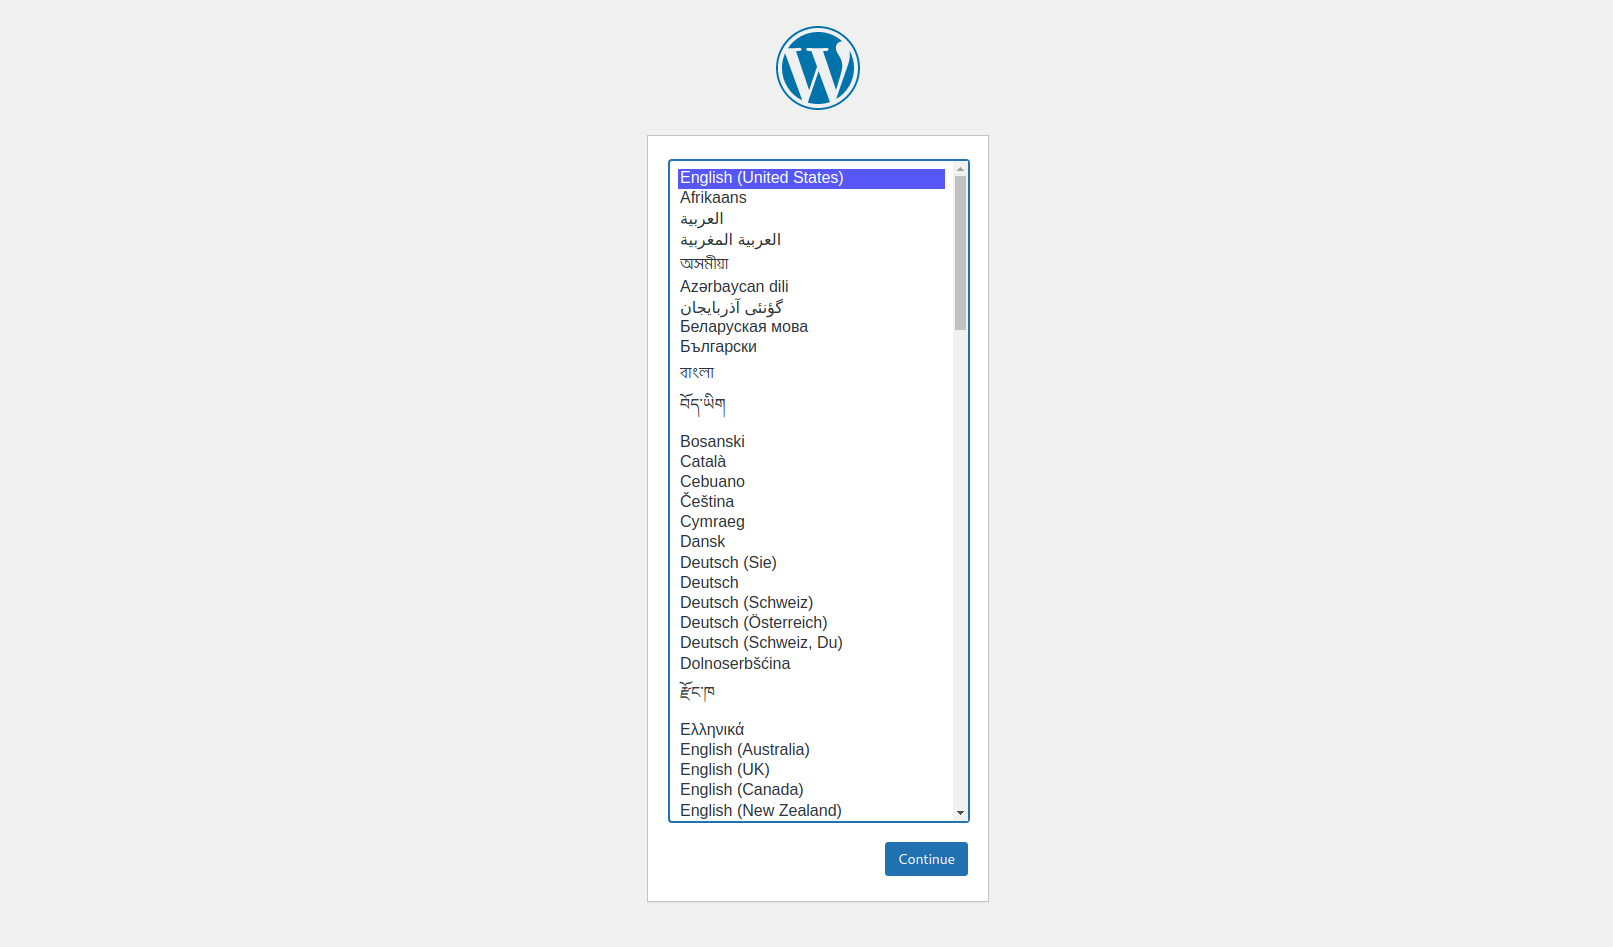 English (United States)
Afrikaans
العربية
العربية المغربية
অসমীয়া
Azərbaycan dili
گؤنئی آذربایجان
Беларуская мова
Български
বাংলা
བོད་ཡིག
Bosanski
Català
Cebuano
Čeština
Cymraeg
Dansk
Deutsch (Sie)
Deutsch
Deutsch (Schweiz)
Deutsch (Österreich)
Deutsch (Schweiz, Du)
Dolnoserbšćina
རྫོང་ཁ
Ελληνικά
English (Australia)
English (UK)
English (Canada)
English (New Zealand)
Continue